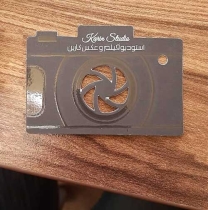 Karin Studio
استودیو فیلم و عکس کارین